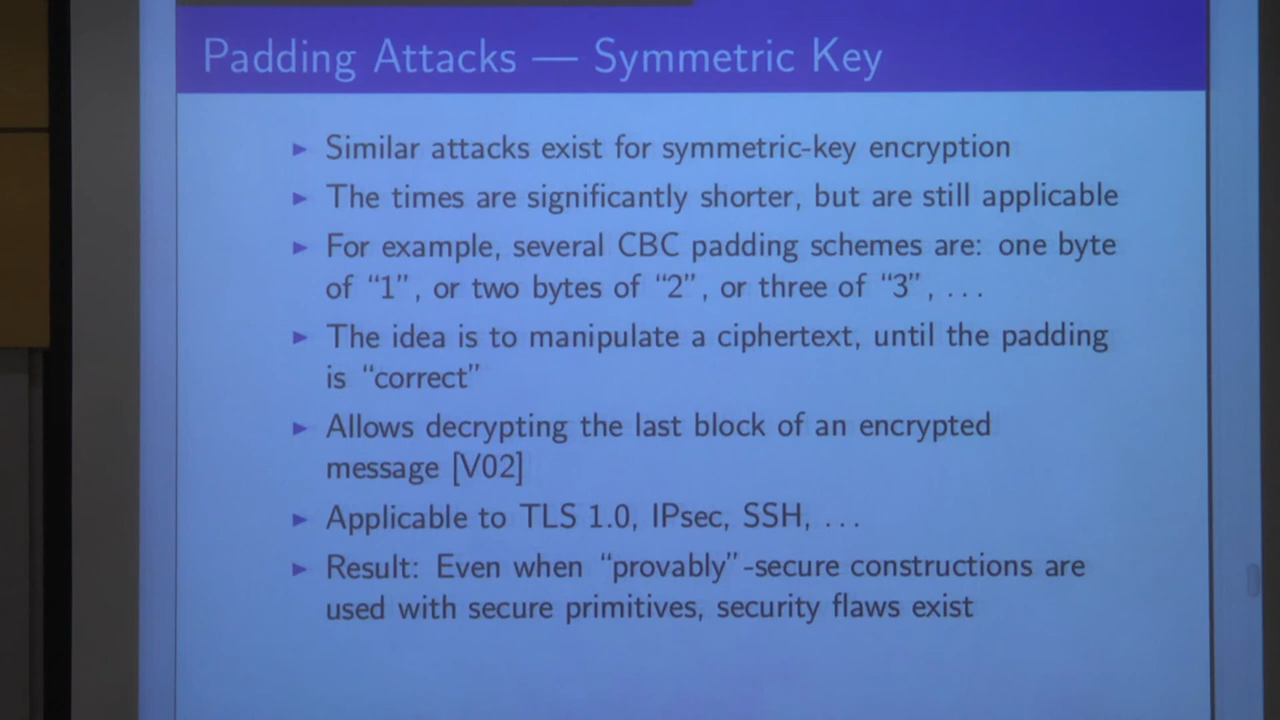 Padding Attacks — Symmetric Key
► Similar attacks exist for symmetric-key encryption
► The times are significantly shorter, but are still applicable
► For example, several CBC padding schemes are: one byte
of “1”, or two bytes of “2”, or three of “3”, ...
► The idea is to manipulate a ciphertext, until the padding
is “correct”
► Allows decrypting the last block of an encrypted
message [V02]
► Applicable to TLS 1.0, IPsec, SSH, ...
► Result: Even when “provably”-secure constructions are
used with secure primitives, security flaws exist